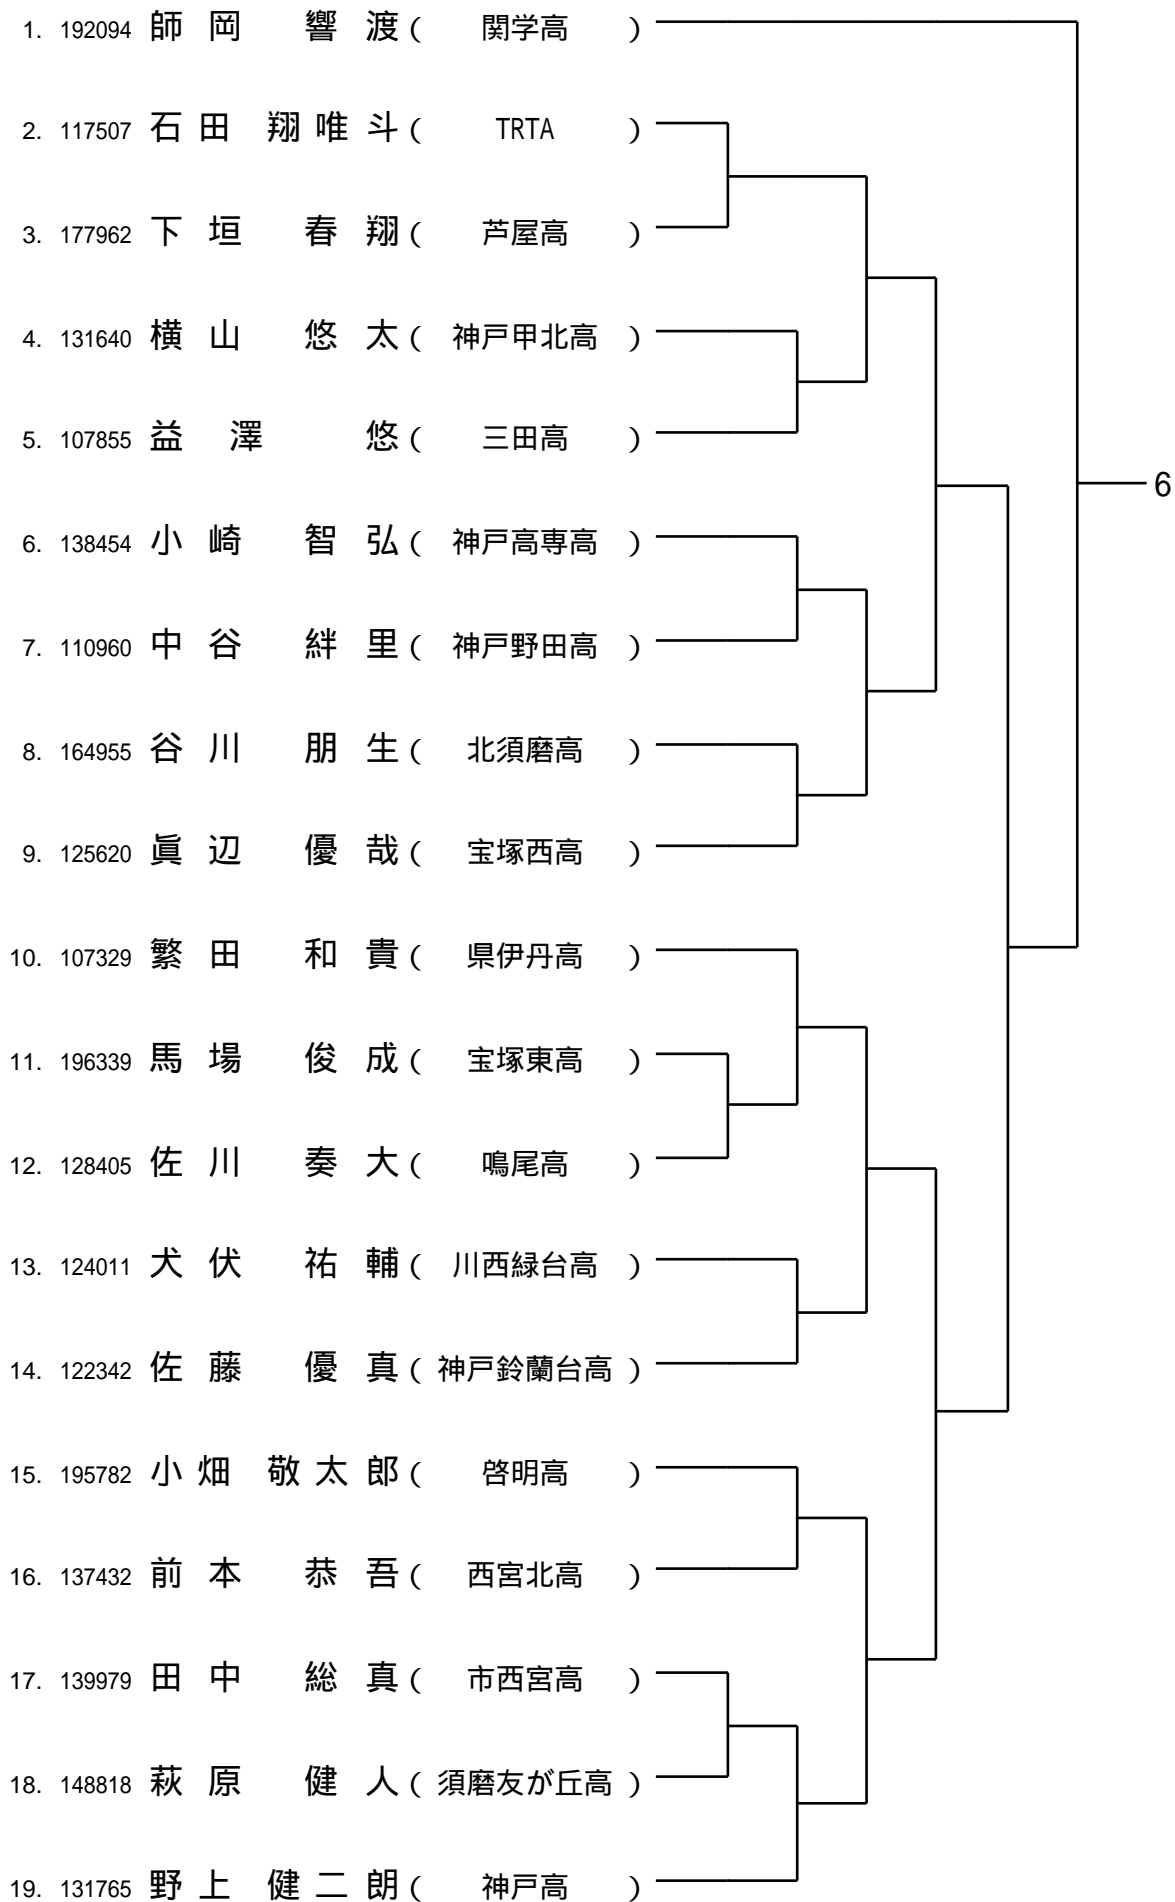 1. 192094 師岡 響渡 ( 関学高 )
2. 117507 石田 翔唯斗 ( TRTA )
3. 177962 下垣 春翔 ( 芦屋高 )
4. 131640 横山 悠太 ( 神戸甲北高 )
5. 107855 益澤 悠 ( 三田高 )
6
6. 138454 小崎 智弘 ( 神戸高専高 )
7. 110960 中谷 絆里 ( 神戸野田高 )
8. 164955 谷川 朋生 ( 北須磨高 )
9. 125620 眞辺 優哉 ( 宝塚西高 )
10. 107329 繁田 和貴 ( 県伊丹高 )
11. 196339 馬場 俊成 ( 宝塚東高 )
12. 128405 佐川 奏大 ( 鳴尾高 )
13. 124011 犬伏 祐輔 ( 川西緑台高 )
14. 122342 佐藤 優真 ( 神戸鈴蘭台高 )
15. 195782 小畑 敬太郎 ( 啓明高 )
16. 137432 前本 恭吾 ( 西宮北高 )
17. 139979 田中 総真 ( 市西宮高 )
18. 148818 萩原 健人 ( 須磨友が丘高 )
19. 131765 野上 健二朗 ( 神戸高 )